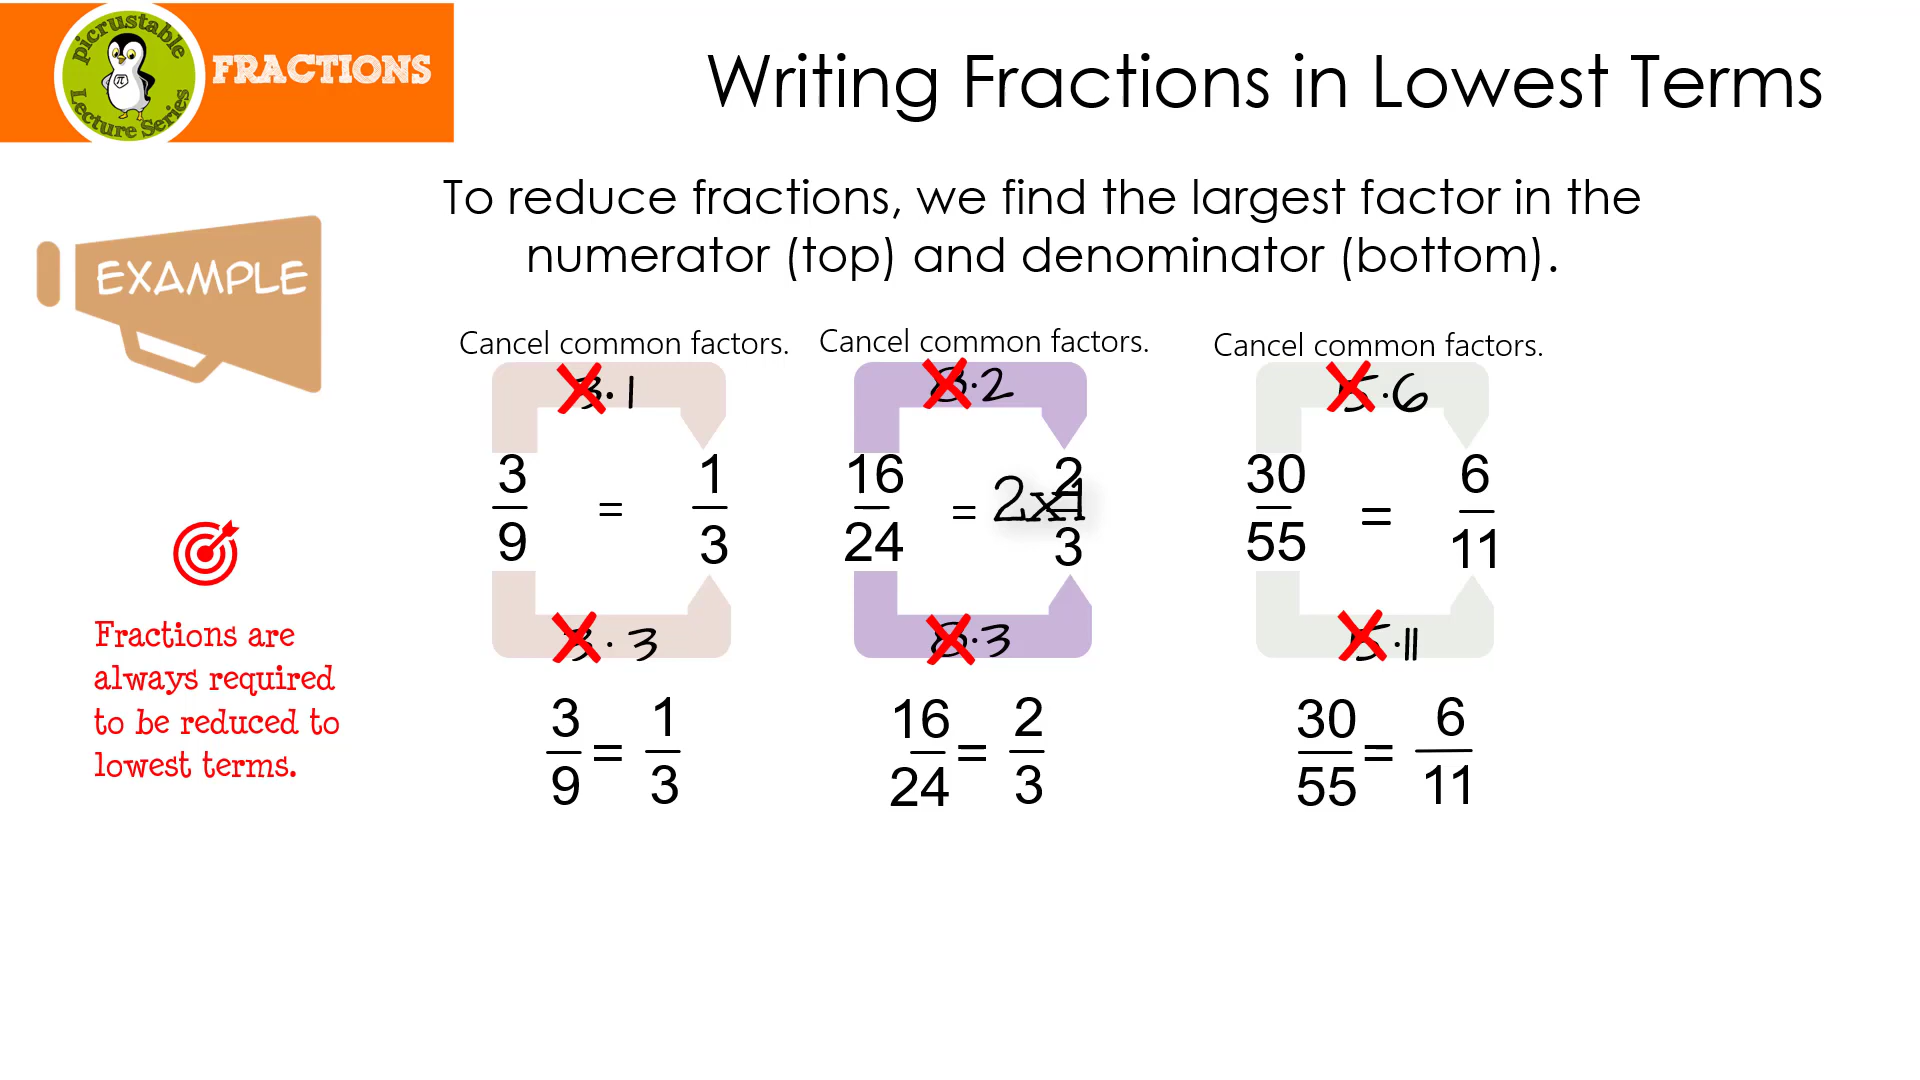 picrustable
Lecture Series
π
FRACTIONS
Writing Fractions in Lowest Terms
To reduce fractions, we find the largest factor in the
numerator (top) and denominator (bottom).
EXAMPLE
Cancel common factors.
3·1
3/9 = 1/3
3·3
3/9 = 1/3
Cancel common factors.
8·2
16/24 = 2/3
2x1
8·3
16/24 = 2/3
Cancel common factors.
5·6
30/55 = 6/11
5·11
30/55 = 6/11
Fractions are
always required
to be reduced to
lowest terms.